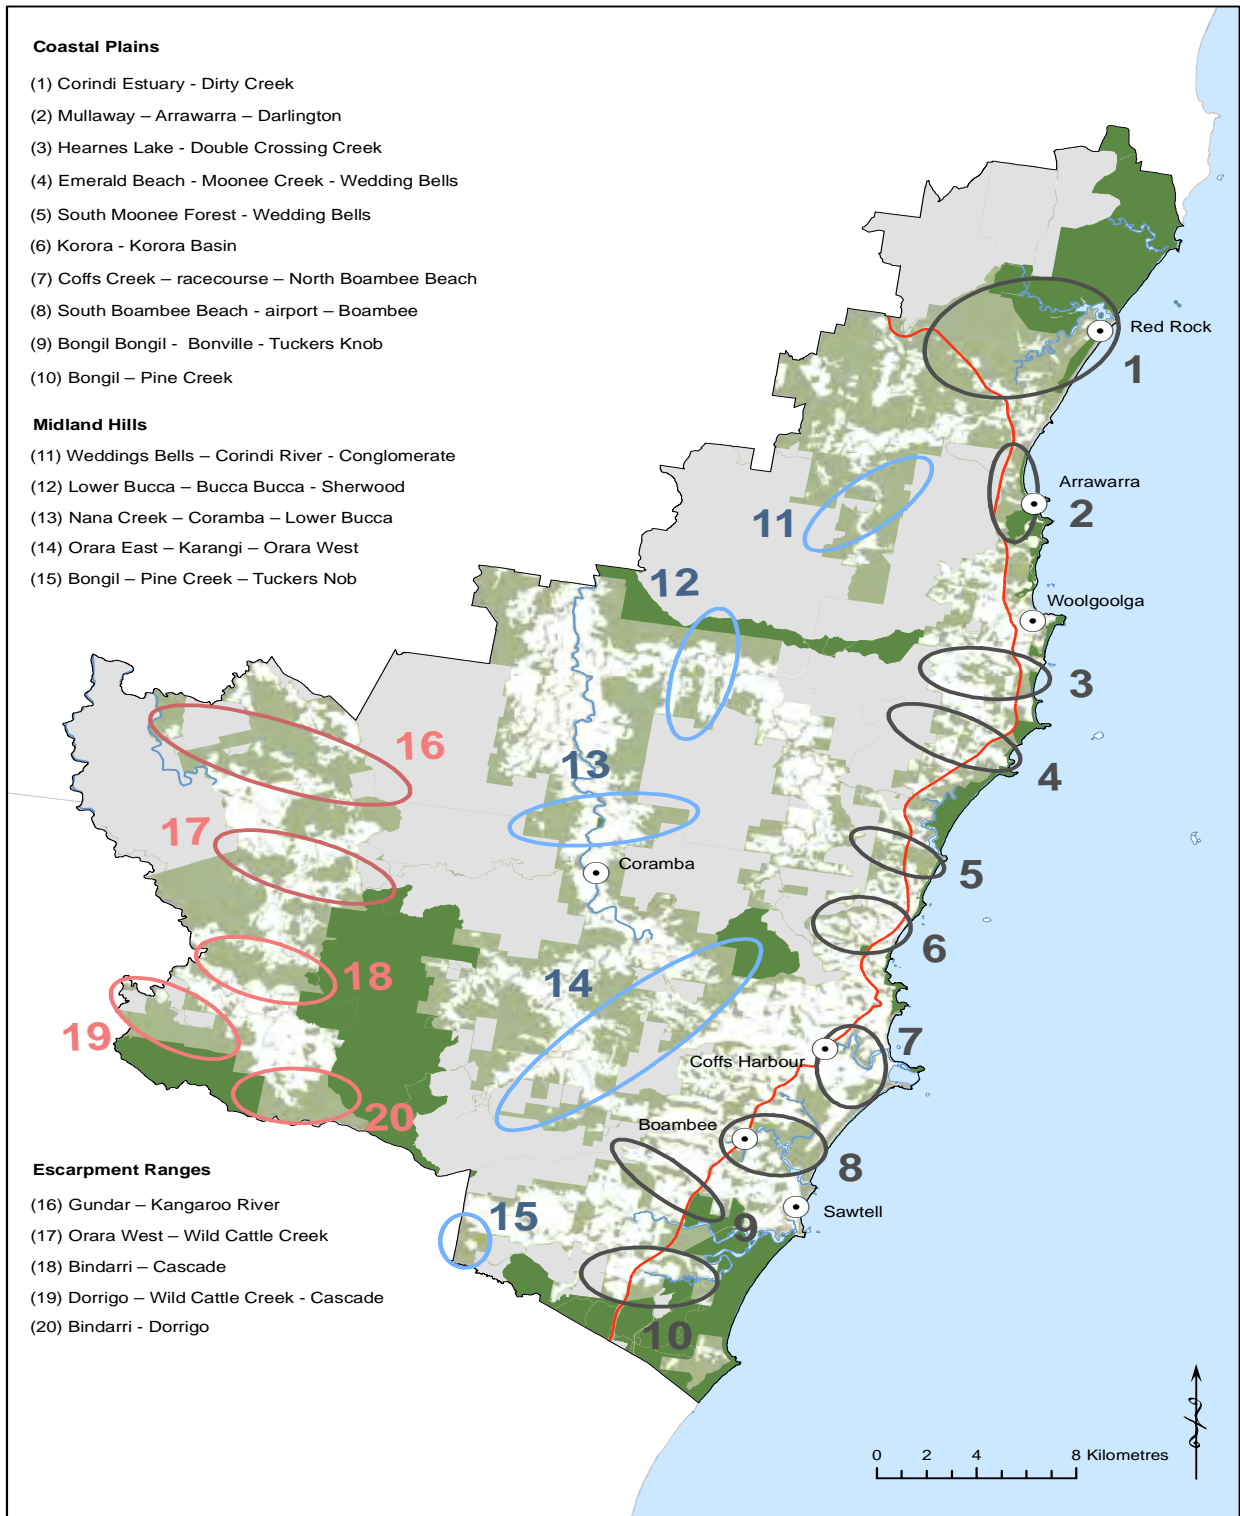 Coastal Plains
(1) Corindi Estuary - Dirty Creek
(2) Mullaway – Arrawarra – Darlington
(3) Hearnes Lake - Double Crossing Creek
(4) Emerald Beach - Moonee Creek - Wedding Bells
(5) South Moonee Forest - Wedding Bells
(6) Korora - Korora Basin
(7) Coffs Creek – racecourse – North Boambee Beach
(8) South Boambee Beach - airport – Boambee
(9) Bongil Bongil - Bonville - Tuckers Knob
(10) Bongil – Pine Creek
Midland Hills
(11) Weddings Bells – Corindi River - Conglomerate
(12) Lower Bucca – Bucca Bucca - Sherwood
(13) Nana Creek – Coramba – Lower Bucca
(14) Orara East – Karangi – Orara West
(15) Bongil – Pine Creek – Tuckers Nob
Red Rock
1
Arrawarra
2
11
12
Woolgoolga
3
16
13
4
17
Coramba
5
6
18
14
19
7
Coffs Harbour
20
Boambee
8
15
Sawtell
9
10
Escarpment Ranges
(16) Gundar – Kangaroo River
(17) Orara West – Wild Cattle Creek
(18) Bindarri – Cascade
(19) Dorrigo – Wild Cattle Creek - Cascade
(20) Bindarri - Dorrigo
0 2 4 8 Kilometres